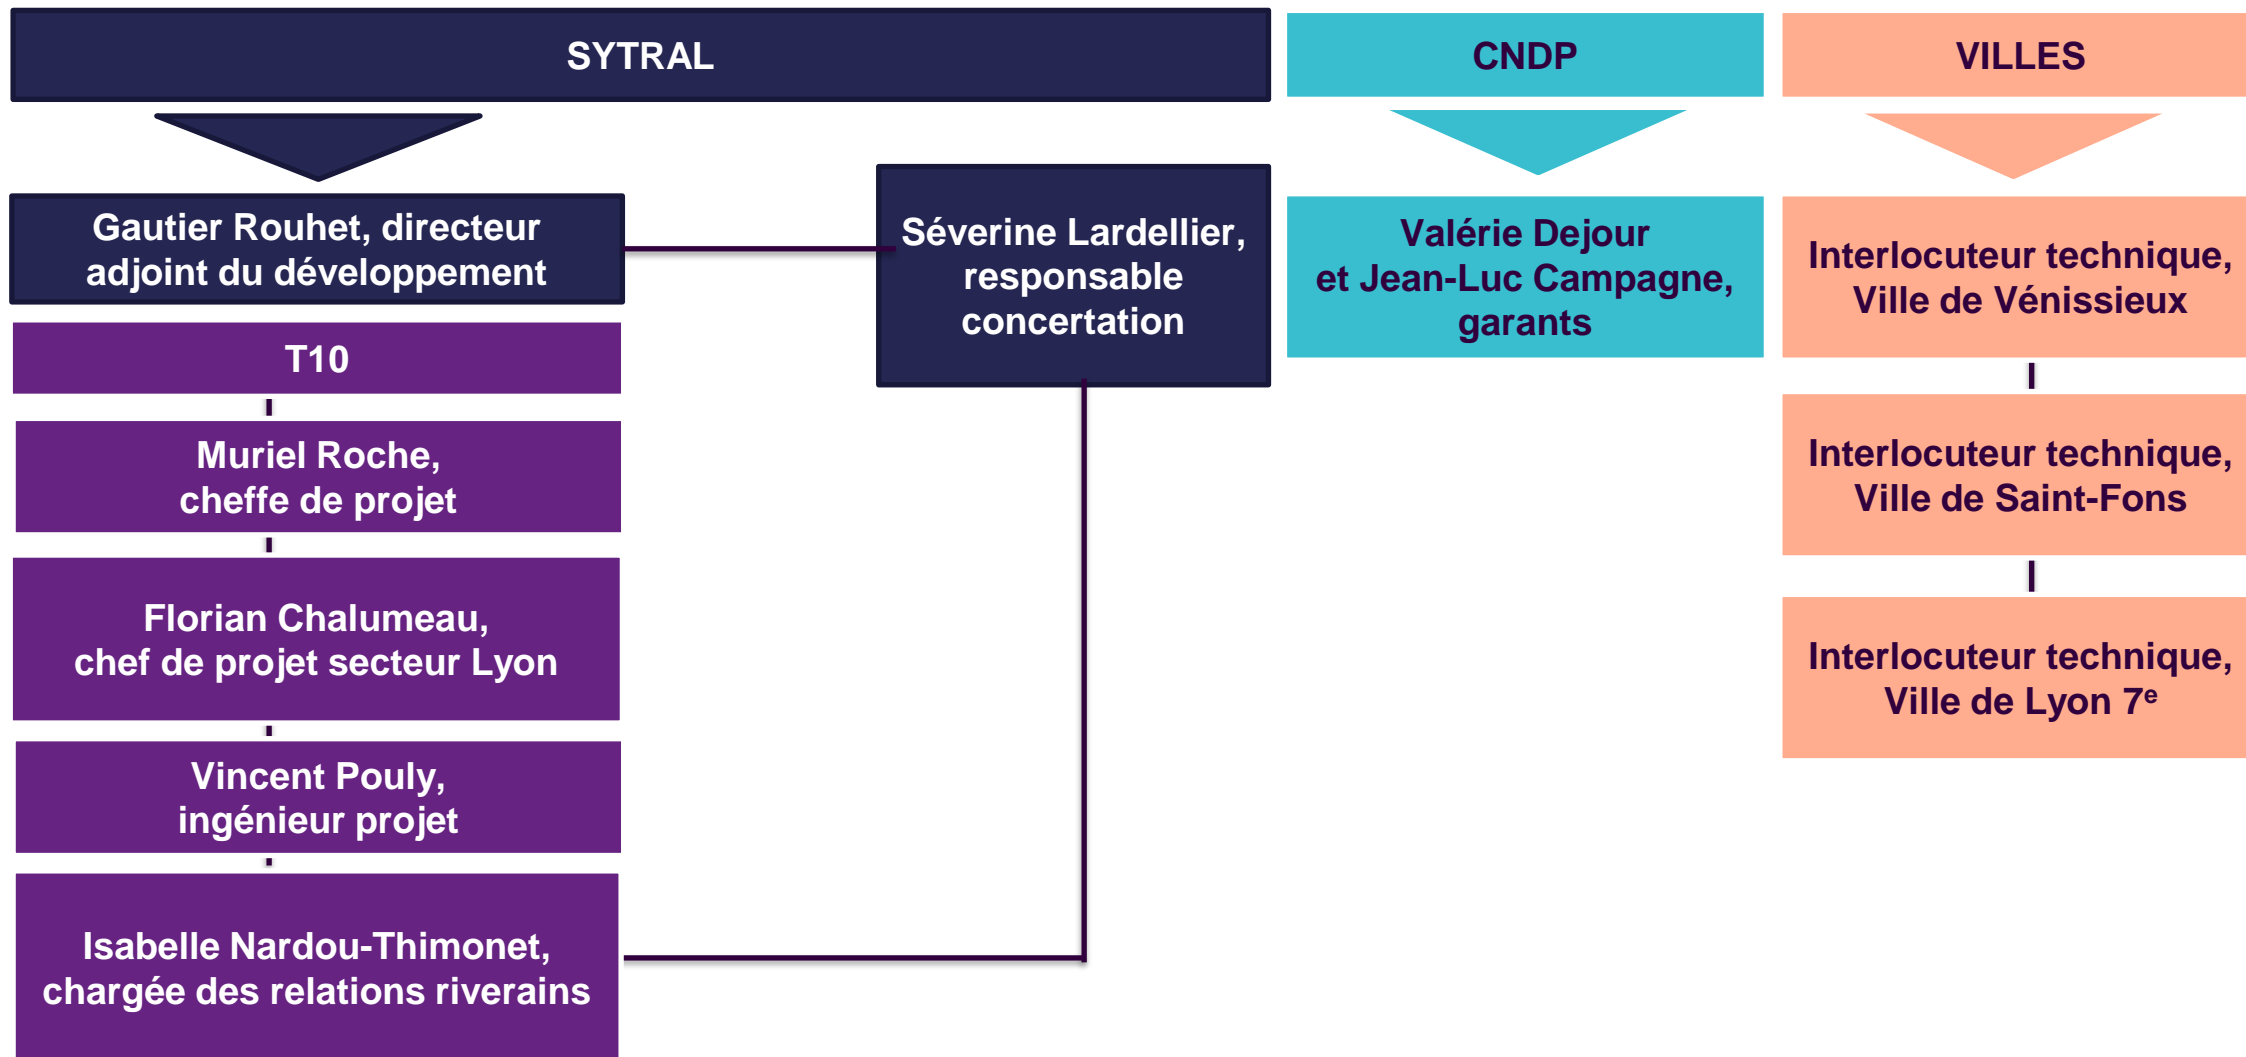 SYTRAL
CNDP
VILLES
Gautier Rouhet, directeur
adjoint du développement
Séverine Lardellier,
responsable
concertation
Valérie Dejour
et Jean-Luc Campagne,
garants
Interlocuteur technique,
Ville de Vénissieux
T10
Muriel Roche,
cheffe de projet
Interlocuteur technique,
Ville de Saint-Fons
Florian Chalumeau,
chef de projet secteur Lyon
Interlocuteur technique,
Ville de Lyon 7ᵉ
Vincent Pouly,
ingénieur projet
Isabelle Nardou-Thimonet,
chargée des relations riverains